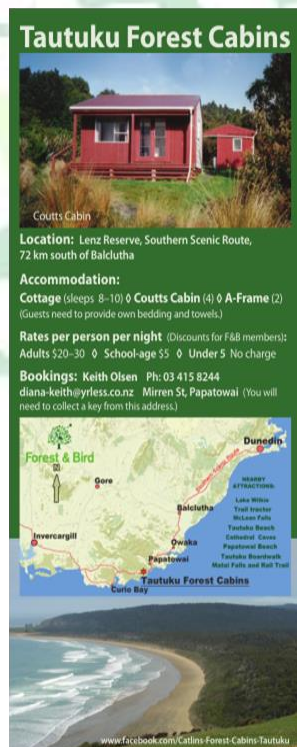 Tautuku Forest Cabins
Coutts Cabin
Location: Lenz Reserve, Southern Scenic Route,
72 km south of Balclutha
Accommodation:
Cottage (sleeps 8–10) ◊ Coutts Cabin (4) ◊ A-Frame (2)
(Guests need to provide own bedding and towels.)
Rates per person per night (Discounts for F&B members):
Adults $20–30 ◊ School-age $5 ◊ Under 5 No charge
Bookings: Keith Olsen Ph: 03 415 8244
diana-keith@yrless.co.nz Mirren St, Papatowai (You will
need to collect a key from this address.)
Forest & Bird
N
Gore
Dunedin
Southern Scenic Route
Balclutha
Invercargill
Owaka
Papatowai
Tautuku Forest Cabins
Curio Bay
NEARBY
ATTRACTIONS:
Lake Wilkie
Trail tractor
McLean Falls
Tautuku Beach
Cathedral Caves
Papatowai Beach
Tautuku Boardwalk
Matai Falls and Rail Trail
www.facebook.com/Catlins-Forest-Cabins-Tautuku